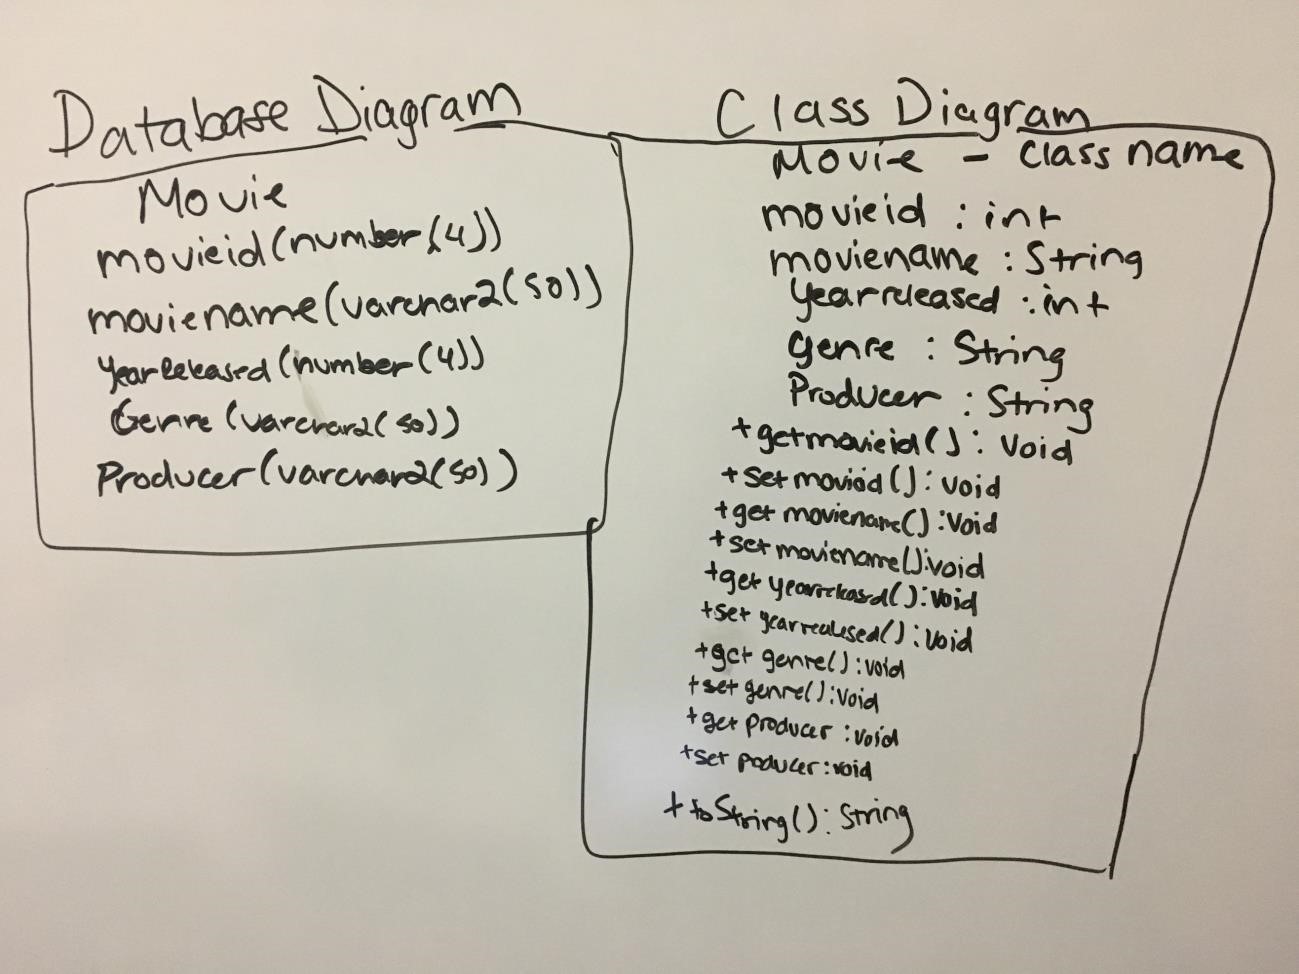 Database Diagram
Movie
movieid(number(4))
moviename(varchar2(50))
yearReleased(number(4))
Genre(varchar2(50))
Producer(varchar2(50))
Class Diagram
Movie - class name
movieid : int
moviename : String
yearreleased : int
genre : String
Producer : String
+getmovieid() : Void
+set moviid() : void
+get moviename() : Void
+set moviename() : void
+get yearreleased() : Void
+set yearrealesed() : Void
+get genre() : void
+set genre() : Void
+get producer : void
+set poducer : void
+toString() : String